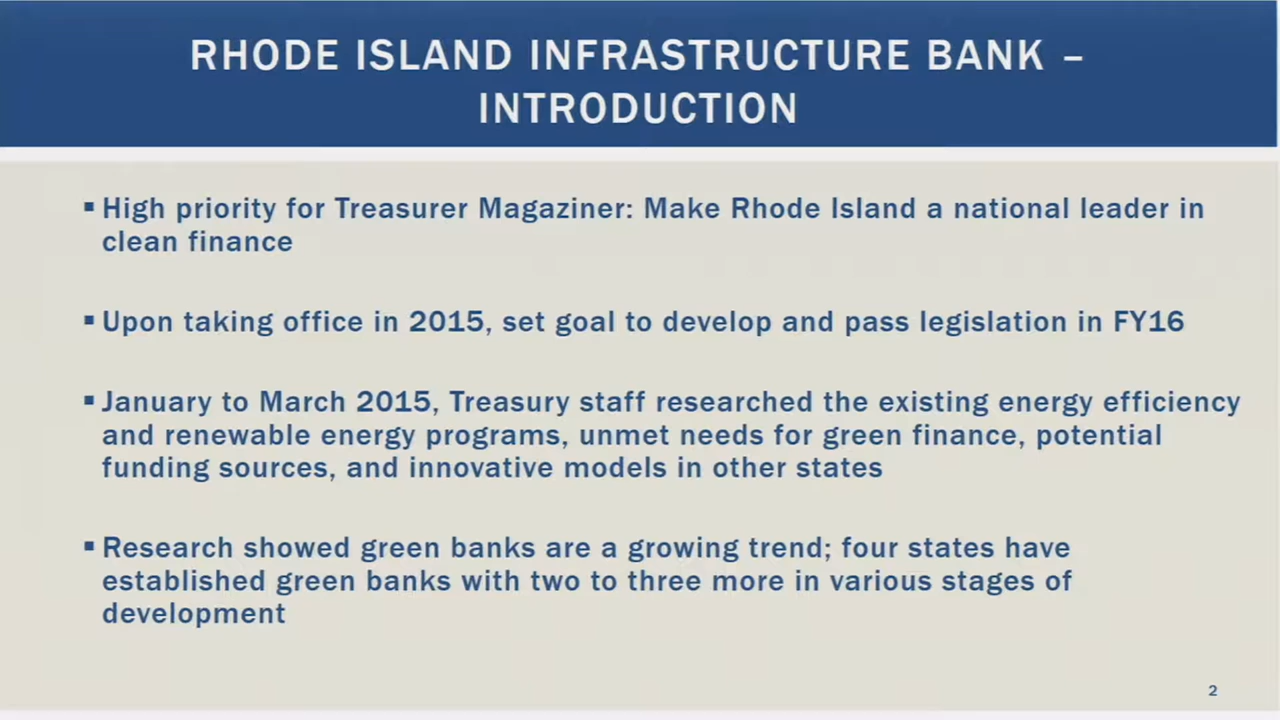 RHODE ISLAND INFRASTRUCTURE BANK –
INTRODUCTION
▪ High priority for Treasurer Magaziner: Make Rhode Island a national leader in
clean finance
▪ Upon taking office in 2015, set goal to develop and pass legislation in FY16
▪ January to March 2015, Treasury staff researched the existing energy efficiency
and renewable energy programs, unmet needs for green finance, potential
funding sources, and innovative models in other states
▪ Research showed green banks are a growing trend; four states have
established green banks with two to three more in various stages of
development
2